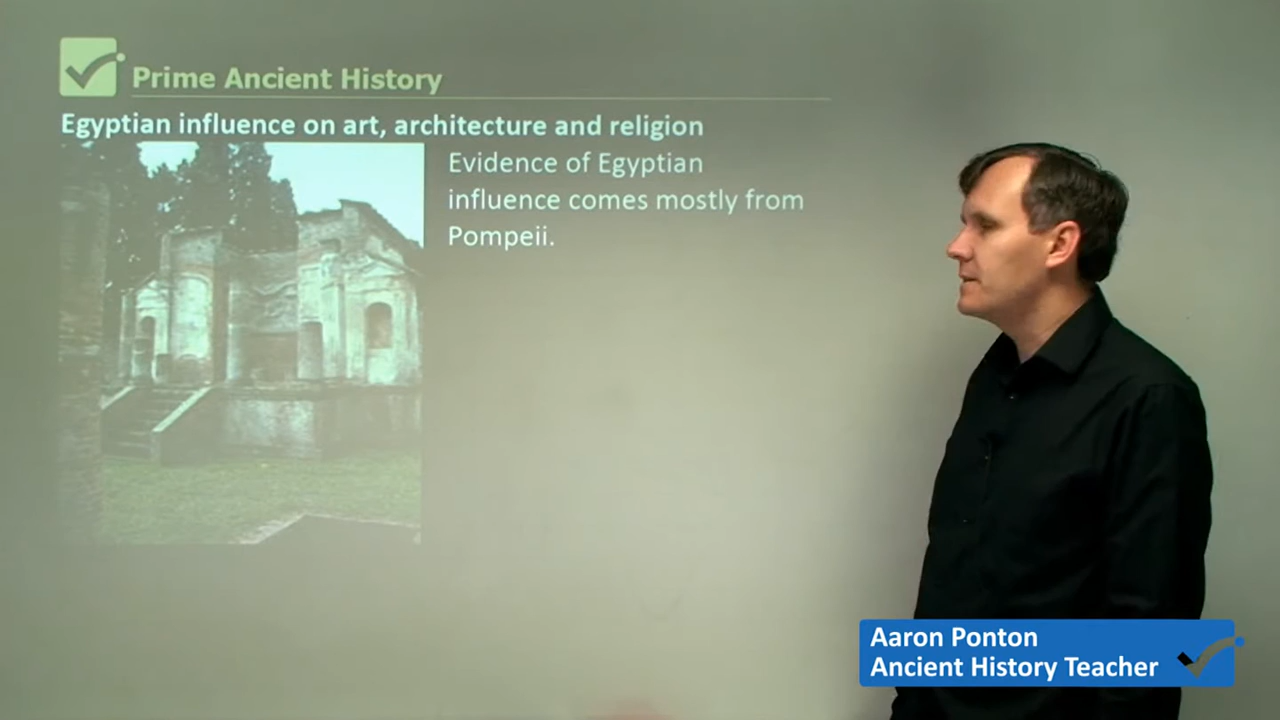 Prime Ancient History
Egyptian influence on art, architecture and religion
Evidence of Egyptian
influence comes mostly from
Pompeii.
Aaron Ponton
Ancient History Teacher